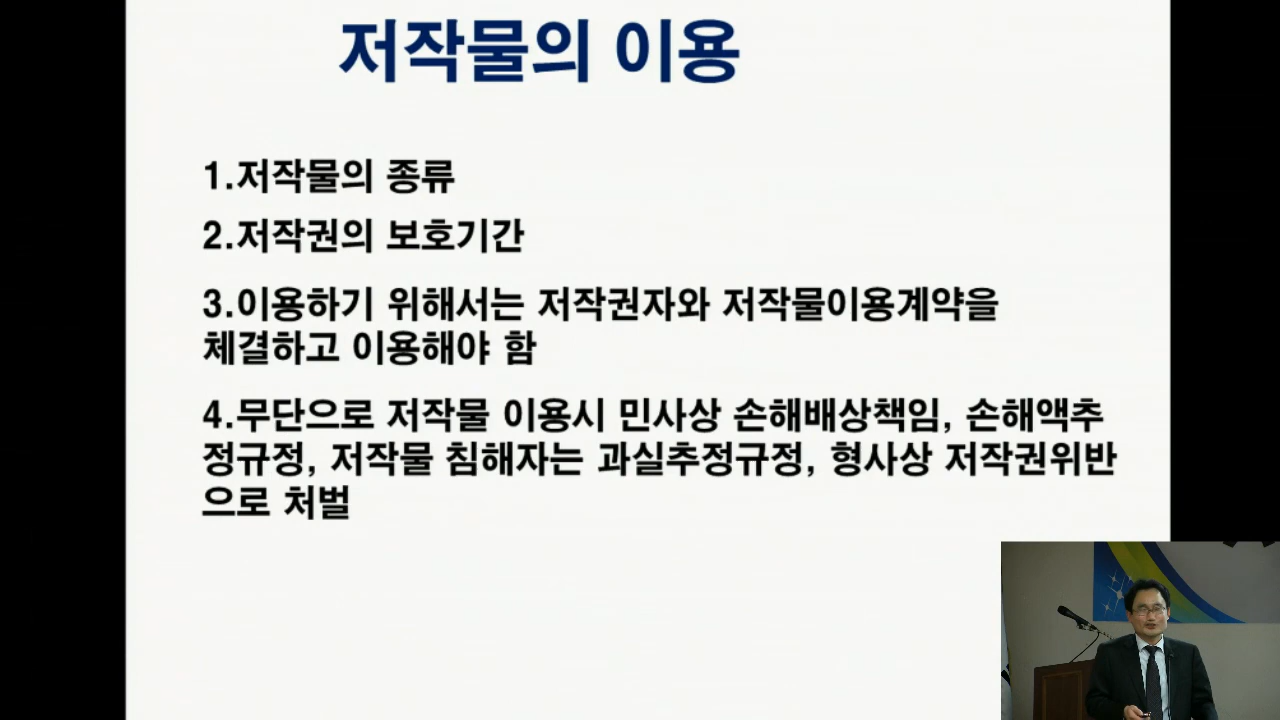 저작물의 이용
1.저작물의 종류
2.저작권의 보호기간
3.이용하기 위해서는 저작권자와 저작물이용계약을
체결하고 이용해야 함
4.무단으로 저작물 이용시 민사상 손해배상책임, 손해액추
정규정, 저작물 침해자는 과실추정규정, 형사상 저작권위반
으로 처벌